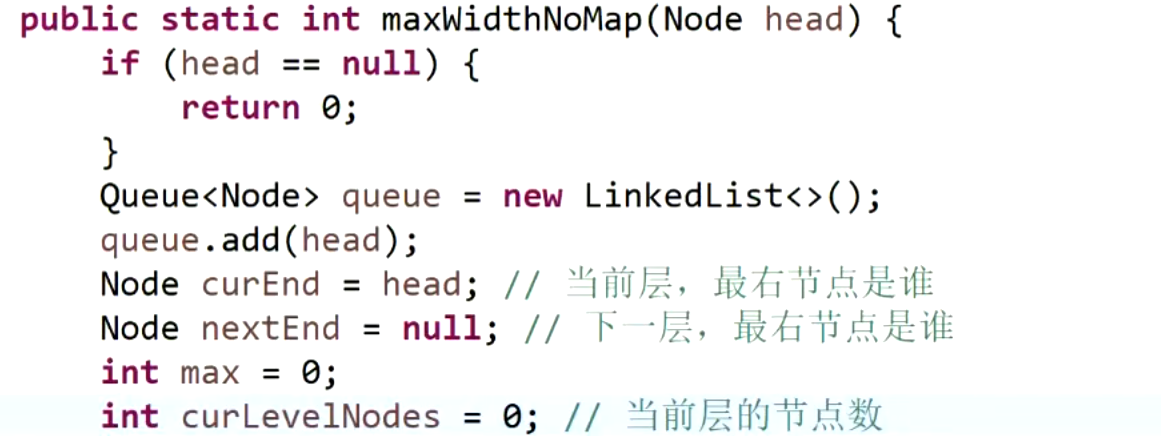 public static int maxWidthNoMap(Node head) {
if (head == null) {
return 0;
}
Queue<Node> queue = new LinkedList<>();
queue.add(head);
Node curEnd = head; // 当前层，最右节点是谁
Node nextEnd = null; // 下一层，最右节点是谁
int max = 0;
int curLevelNodes = 0; // 当前层的节点数